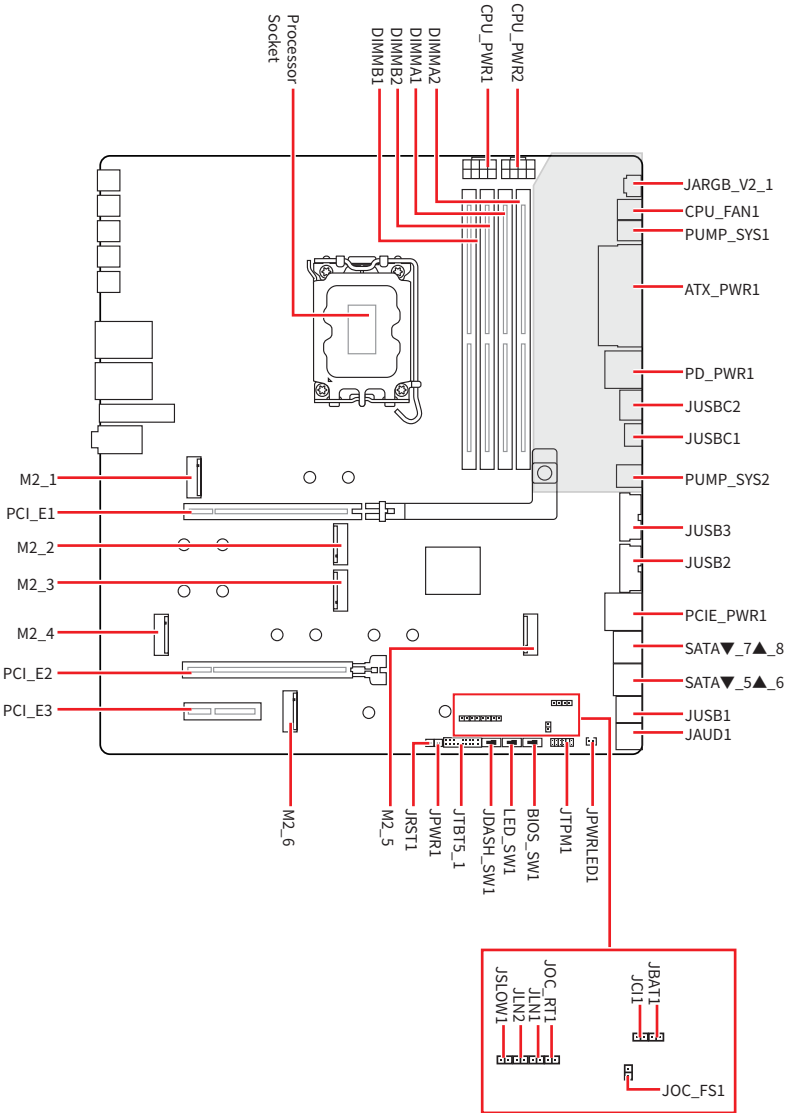 Processor
Socket
DIMMB1
DIMMB2
DIMMA1
DIMMA2
CPU_PWR1
CPU_PWR2
JARGB_V2_1
CPU_FAN1
PUMP_SYS1
ATX_PWR1
PD_PWR1
JUSBC2
JUSBC1
PUMP_SYS2
JUSB3
JUSB2
PCIE_PWR1
SATA▼_7▲_8
SATA▼_5▲_6
JUSB1
JAUD1
M2_1
PCI_E1
M2_2
M2_3
M2_4
PCI_E2
PCI_E3
M2_6
M2_5
JRST1
JPWR1
JTBT5_1
JDASH_SW1
LED_SW1
BIOS_SW1
JTPM1
JPWRLED1
JSLOW1
JLN2
JLN1
JOC_RT1
JCI1
JBAT1
JOC_FS1